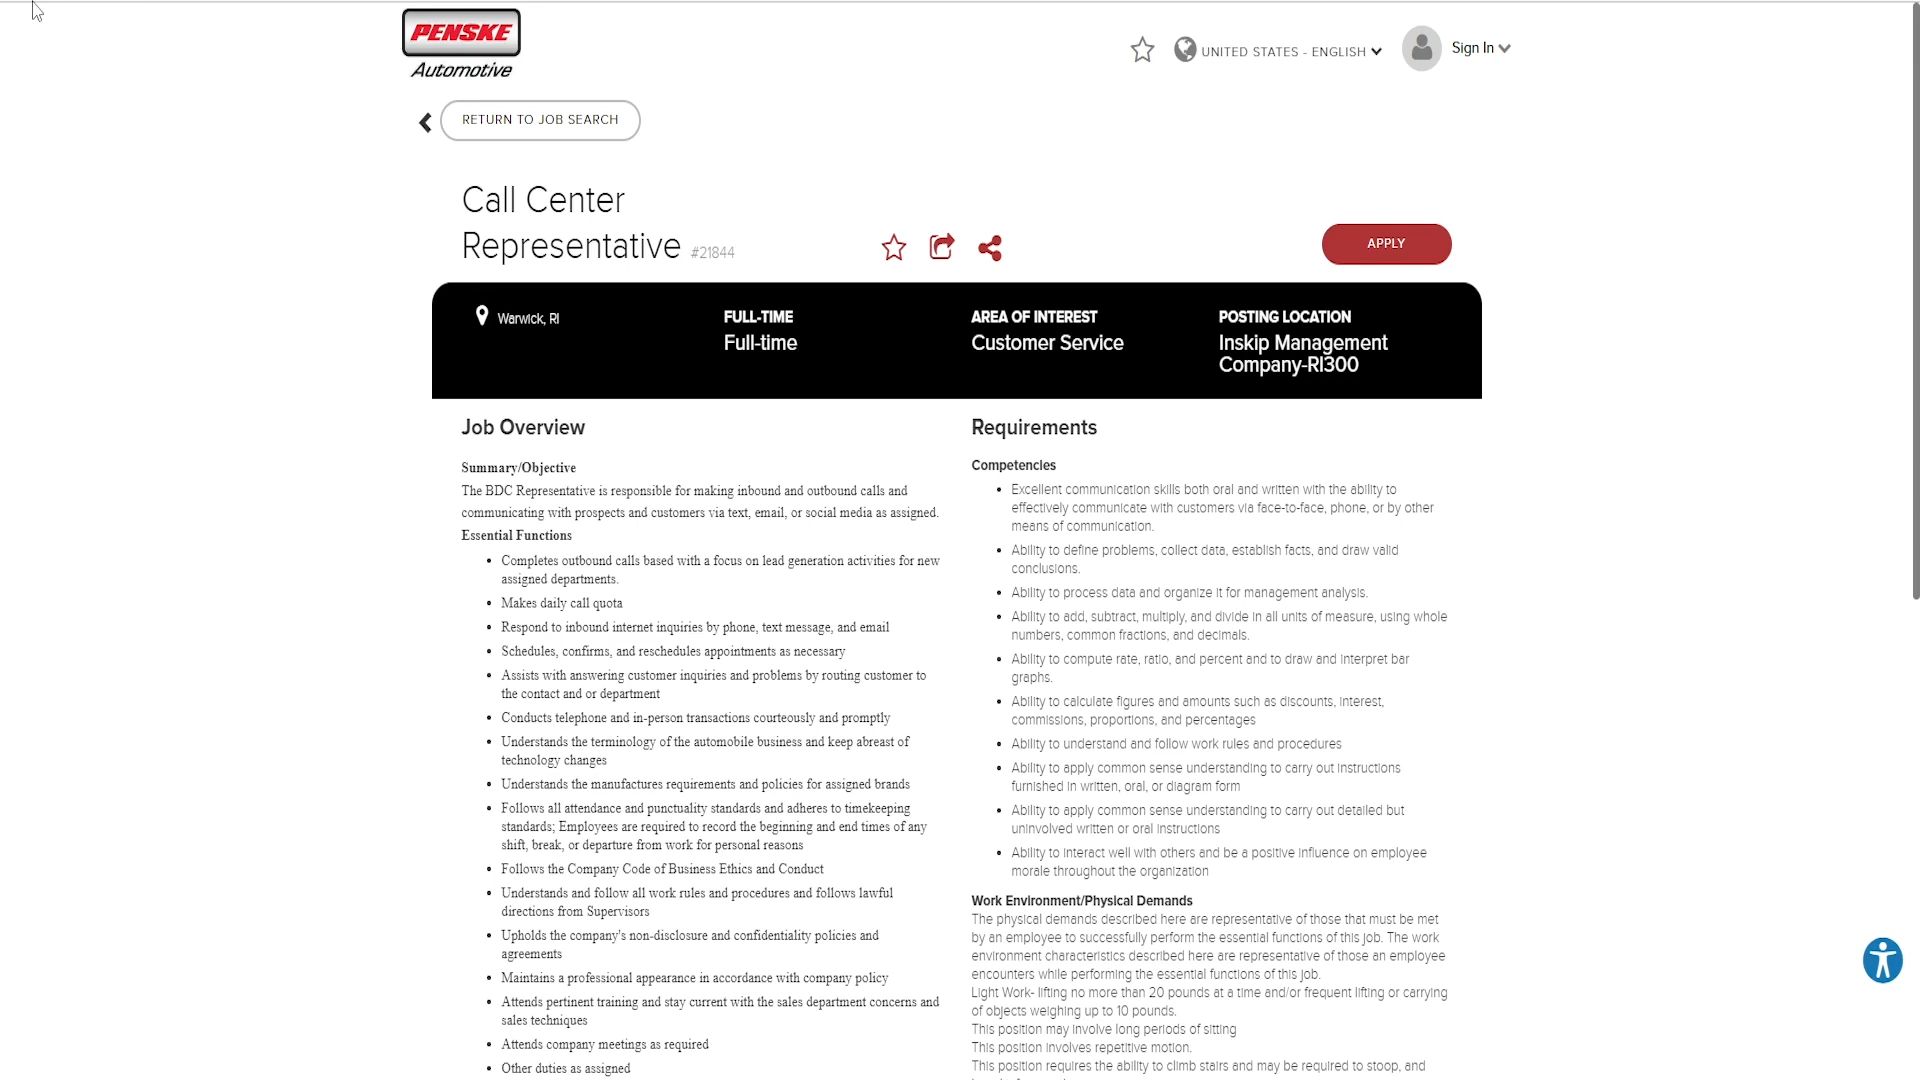 PENSKE
Automotive
UNITED STATES - ENGLISH
Sign In
RETURN TO JOB SEARCH
Call Center
Representative #21844
APPLY
Warwick, RI
FULL-TIME
Full-time
AREA OF INTEREST
Customer Service
POSTING LOCATION
Inskip Management
Company-RI300
Job Overview
Summary/Objective
The BDC Representative is responsible for making inbound and outbound calls and
communicating with prospects and customers via text, email, or social media as assigned.
Essential Functions
• Completes outbound calls based with a focus on lead generation activities for new
assigned departments.
• Makes daily call quota
• Respond to inbound internet inquiries by phone, text message, and email
• Schedules, confirms, and reschedules appointments as necessary
• Assists with answering customer inquiries and problems by routing customer to
the contact and or department
• Conducts telephone and in-person transactions courteously and promptly
• Understands the terminology of the automobile business and keep abreast of
technology changes
• Understands the manufactures requirements and policies for assigned brands
• Follows all attendance and punctuality standards and adheres to timekeeping
standards; Employees are required to record the beginning and end times of any
shift, break, or departure from work for personal reasons
• Follows the Company Code of Business Ethics and Conduct
• Understands and follow all work rules and procedures and follows lawful
directions from Supervisors
• Upholds the company's non-disclosure and confidentiality policies and
agreements
• Maintains a professional appearance in accordance with company policy
• Attends pertinent training and stay current with the sales department concerns and
sales techniques
• Attends company meetings as required
• Other duties as assigned
Requirements
Competencies
• Excellent communication skills both oral and written with the ability to
effectively communicate with customers via face-to-face, phone, or by other
means of communication.
• Ability to define problems, collect data, establish facts, and draw valid
conclusions.
• Ability to process data and organize it for management analysis.
• Ability to add, subtract, multiply, and divide in all units of measure, using whole
numbers, common fractions, and decimals.
• Ability to compute rate, ratio, and percent and to draw and interpret bar
graphs.
• Ability to calculate figures and amounts such as discounts, interest,
commissions, proportions, and percentages
• Ability to understand and follow work rules and procedures
• Ability to apply common sense understanding to carry out instructions
furnished in written, oral, or diagram form
• Ability to apply common sense understanding to carry out detailed but
uninvolved written or oral instructions
• Ability to interact well with others and be a positive influence on employee
morale throughout the organization
Work Environment/Physical Demands
The physical demands described here are representative of those that must be met
by an employee to successfully perform the essential functions of this job. The work
environment characteristics described here are representative of those an employee
encounters while performing the essential functions of this job.
Light Work- lifting no more than 20 pounds at a time and/or frequent lifting or carrying
of objects weighing up to 10 pounds.
This position may involve long periods of sitting
This position involves repetitive motion.
This position requires the ability to climb stairs and may be required to stoop, and